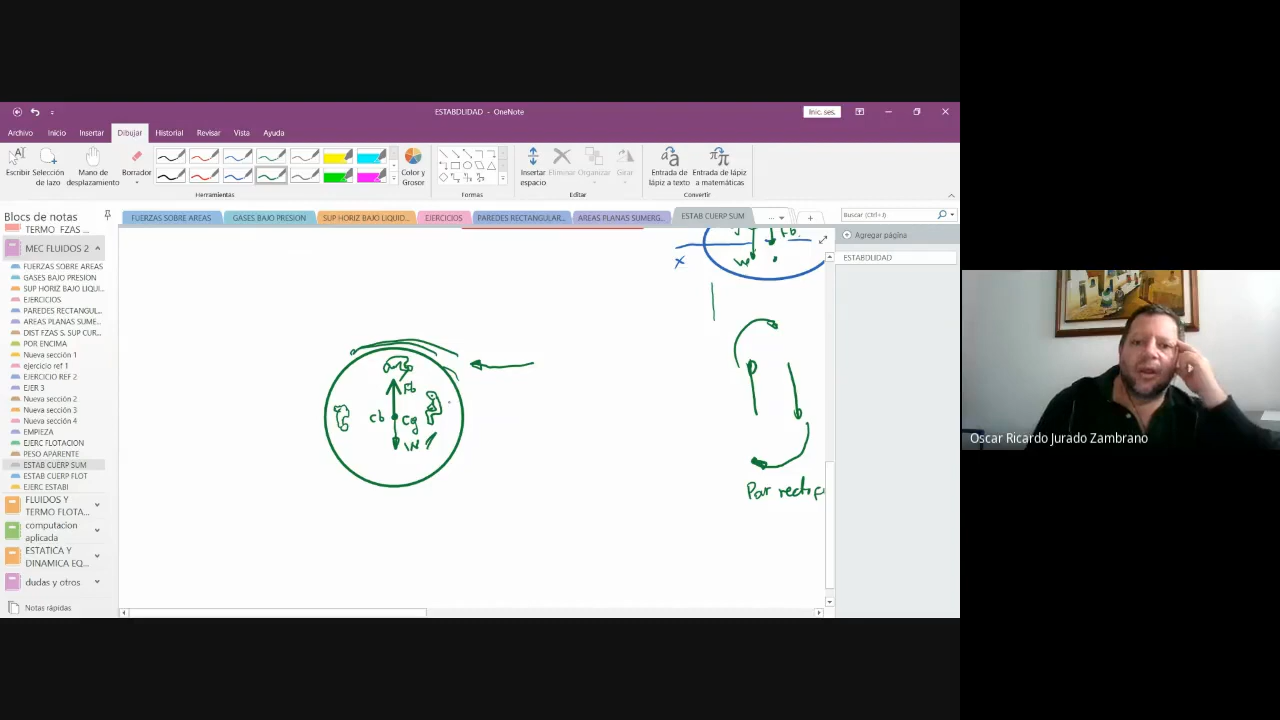 ESTABDLIDAD - OneNote
Inic. ses.
Archivo Inicio Insertar Dibujar Historial Revisar Vista Ayuda
Escribir
Selección de lazo
Mano de desplazamiento
Borrador
Color y Grosor
Insertar espacio
Eliminar
Organizar
Girar
Entrada de lápiz a texto
Entrada de lápiz a matemáticas
Herramientas
Formas
Editar
Convertir
Blocs de notas
FUERZAS SOBRE AREAS
GASES BAJO PRESION
SUP HORIZ BAJO LIQUID...
EJERCICIOS
PAREDES RECTANGULAR...
AREAS PLANAS SUMERG...
ESTAB CUERP SUM
...
Buscar (Ctrl+J)
Agregar página
ESTABDLIDAD
TERMO FZAS ...
MEC FLUIDOS 2
FUERZAS SOBRE AREAS
GASES BAJO PRESION
SUP HORIZ BAJO LIQUI...
EJERCICIOS
PAREDES RECTANGUL...
AREAS PLANAS SUME...
DIST FZAS S. SUP CUR...
POR ENCIMA
Nueva sección 1
ejercicio ref 1
EJERCICIO REF 2
EJER 3
Nueva sección 2
Nueva sección 3
Nueva sección 4
EMPIEZA
EJERC FLOTACION
PESO APARENTE
ESTAB CUERP SUM
ESTAB CUERP FLOT
EJERC ESTABI
FLUIDOS Y TERMO FLOTA...
computacion aplicada
ESTATICA Y DINAMICA EQ...
dudas y otros
Notas rápidas
x
W
Fb
Fb
cb
cg
W
Par rectif
Oscar Ricardo Jurado Zambrano